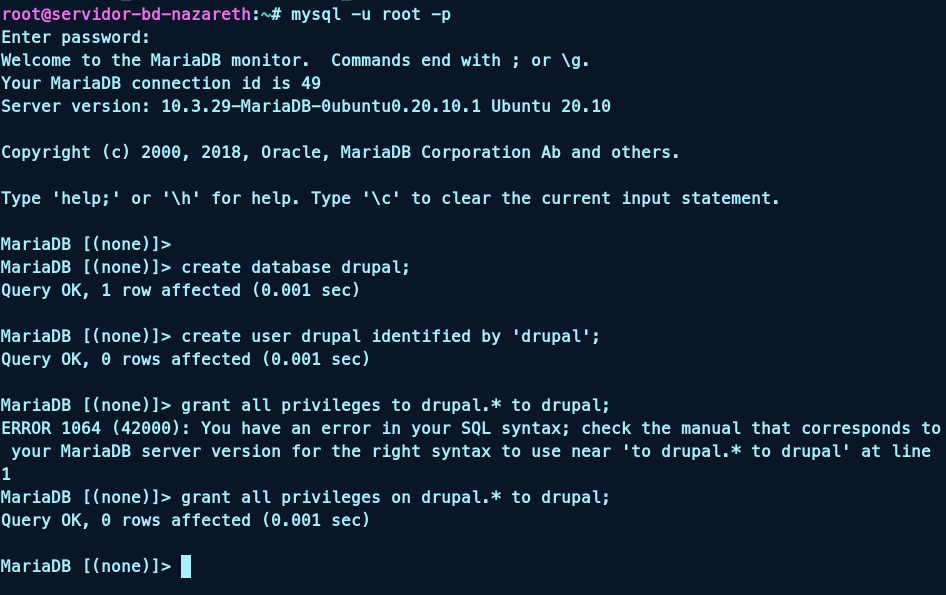 root@servidor-bd-nazareth:~# mysql -u root -p
Enter password:
Welcome to the MariaDB monitor.  Commands end with ; or \g.
Your MariaDB connection id is 49
Server version: 10.3.29-MariaDB-0ubuntu0.20.10.1 Ubuntu 20.10
Copyright (c) 2000, 2018, Oracle, MariaDB Corporation Ab and others.
Type 'help;' or '\h' for help. Type '\c' to clear the current input statement.
MariaDB [(none)]>
MariaDB [(none)]> create database drupal;
Query OK, 1 row affected (0.001 sec)
MariaDB [(none)]> create user drupal identified by 'drupal';
Query OK, 0 rows affected (0.001 sec)
MariaDB [(none)]> grant all privileges to drupal.* to drupal;
ERROR 1064 (42000): You have an error in your SQL syntax; check the manual that corresponds to
 your MariaDB server version for the right syntax to use near 'to drupal.* to drupal' at line
1
MariaDB [(none)]> grant all privileges on drupal.* to drupal;
Query OK, 0 rows affected (0.001 sec)
MariaDB [(none)]>